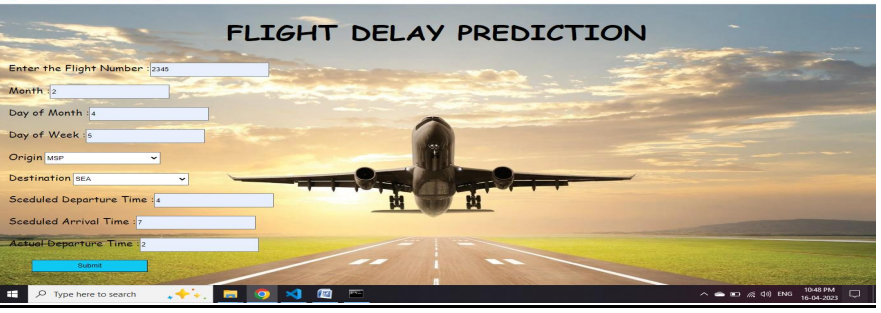 FLIGHT DELAY PREDICTION
Enter the Flight Number : 2345
Month : 2
Day of Month : 4
Day of Week : 5
Origin MSP
Destination SEA
Sceduled Departure Time : 4
Sceduled Arrival Time : 7
Actual Departure Time : 2
Submit
Type here to search
ENG
10:48 PM
16-04-2023